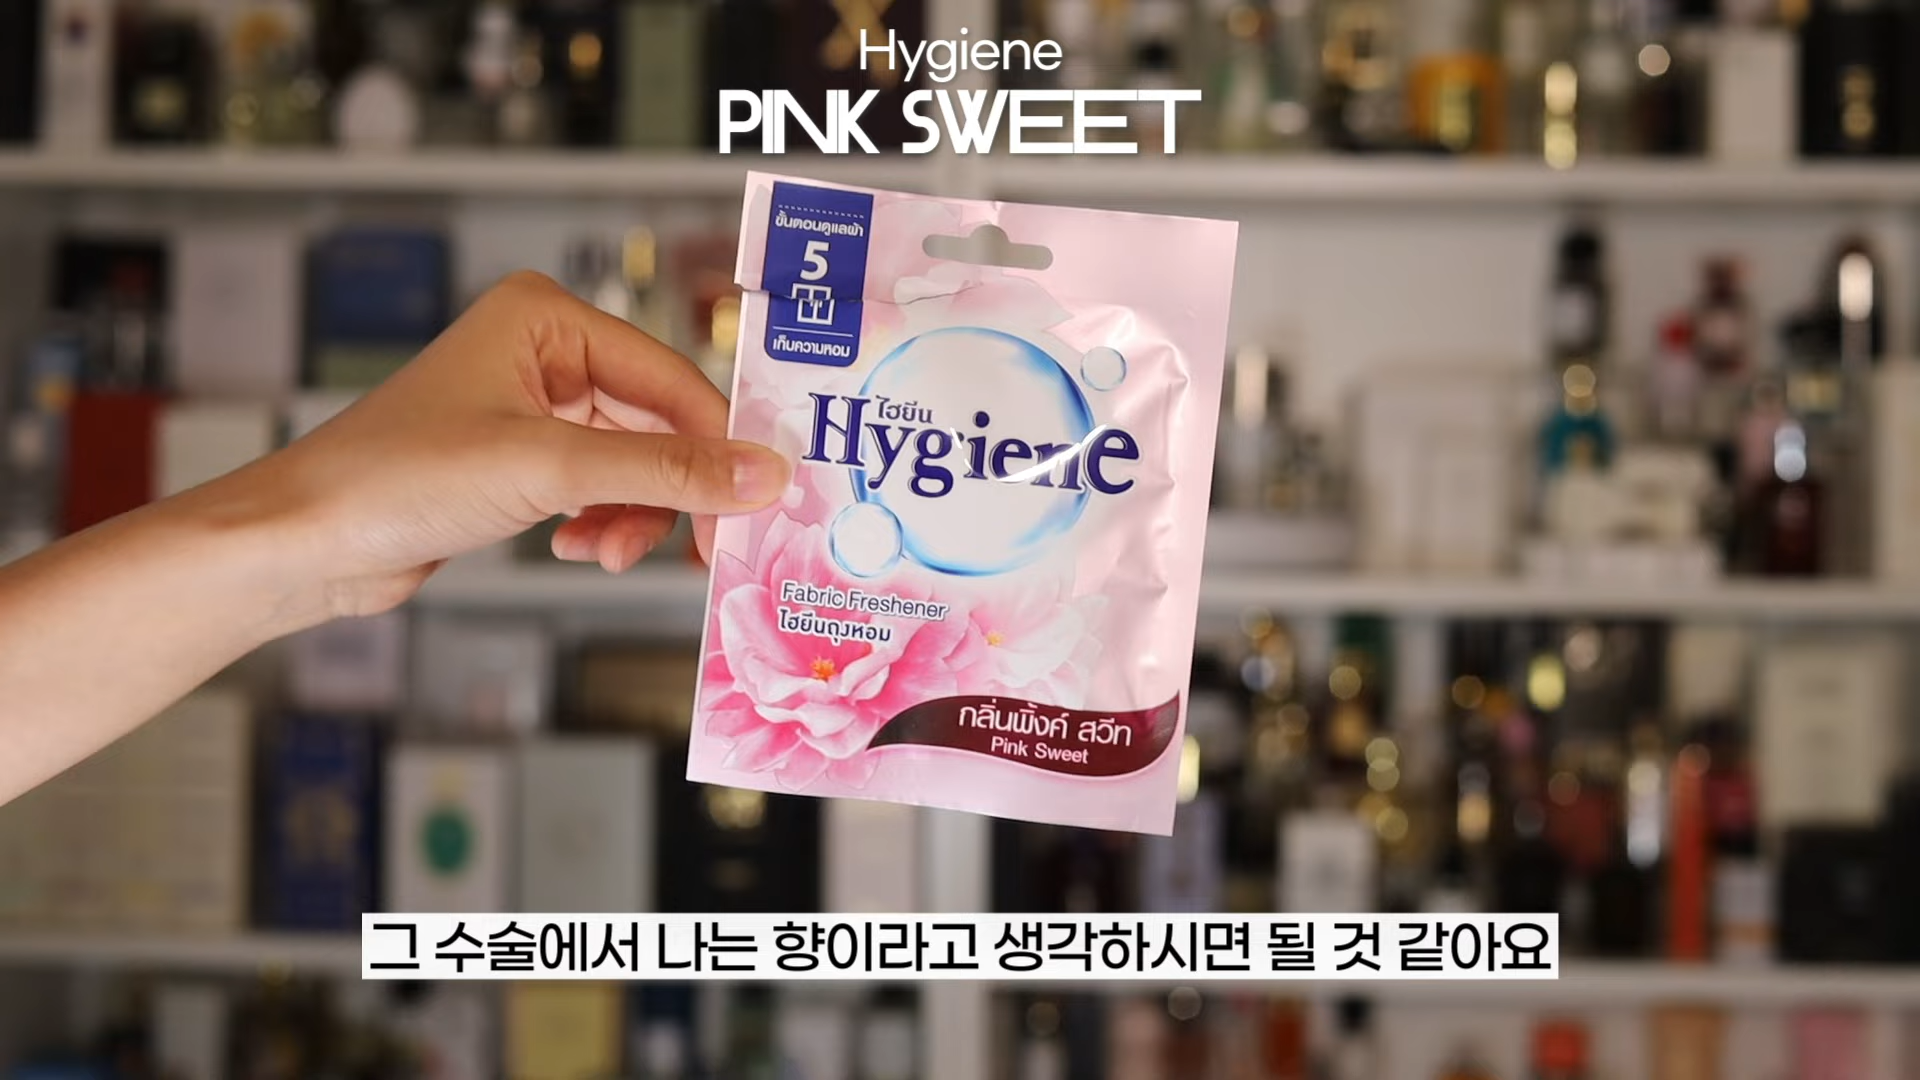 Hygiene
PINK SWEET
ขั้นตอนดูแลผ้า
5
เก็บความหอม
ไฮยีน
Hygiene
Fabric Freshener
ไฮยีนถุงหอม
กลิ่นพิ้งค์ สวีท
Pink Sweet
그 수술에서 나는 향이라고 생각하시면 될 것 같아요